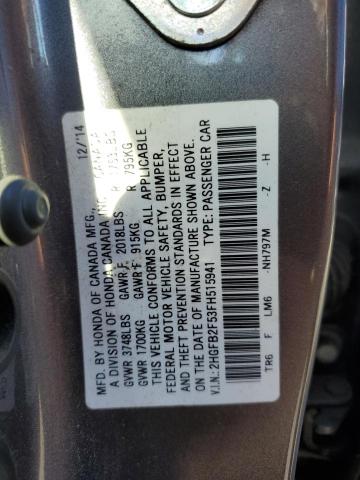 MFD. BY HONDA OF CANADA MFG., 12/'14
A DIVISION OF HONDA CANADA INC., CANADA
GVWR 3748LBS GAWR F. 2018LBS R
GVWR 1700KG GAWR F. 915KG R 795KG
THIS VEHICLE CONFORMS TO ALL APPLICABLE
FEDERAL MOTOR VEHICLE SAFETY, BUMPER,
AND THEFT PREVENTION STANDARDS IN EFFECT
ON THE DATE OF MANUFACTURE SHOWN ABOVE.
V.I.N.: 2HGFB2F53FH515941 TYPE: PASSENGER CAR
TR6 F LM6 -NH797M -Z -H